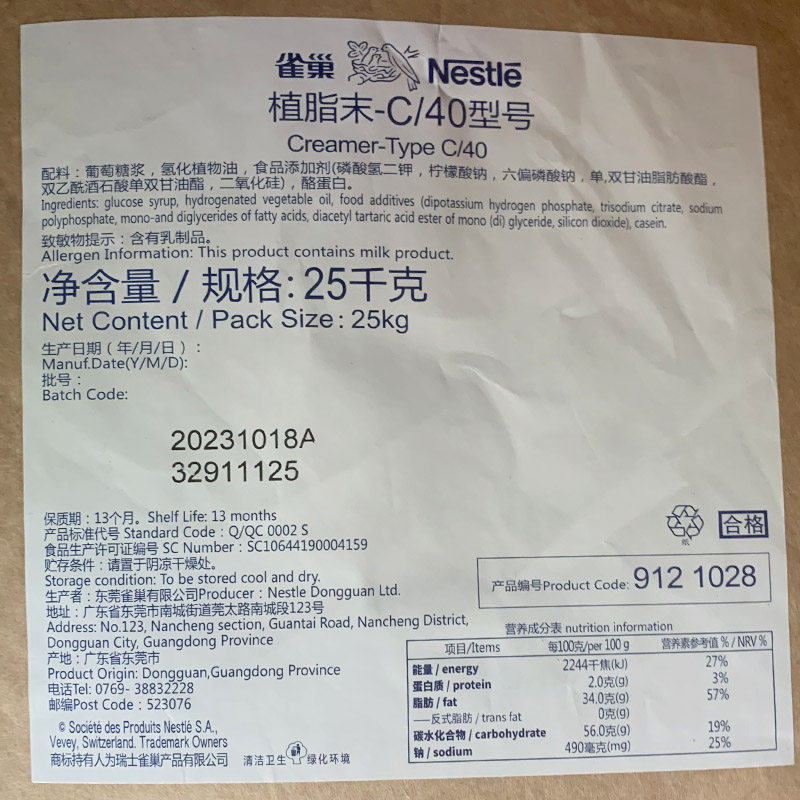 雀巢 Nestlé
植脂末-C/40型号
Creamer-Type C/40
配料：葡萄糖浆，氢化植物油，食品添加剂(磷酸氢二钾，柠檬酸钠，六偏磷酸钠，单,双甘油脂肪酸酯，
双乙酰酒石酸单双甘油酯，二氧化硅)，酪蛋白。
Ingredients: glucose syrup, hydrogenated vegetable oil, food additives (dipotassium hydrogen phosphate, trisodium citrate, sodium
polyphosphate, mono-and diglycerides of fatty acids, diacetyl tartaric acid ester of mono (di) glyceride, silicon dioxide), casein.
致敏物提示：含有乳制品。
Allergen Information: This product contains milk product.
净含量 / 规格: 25千克
Net Content / Pack Size: 25kg
生产日期（年/月/日）：
Manuf.Date(Y/M/D):
批号：
Batch Code:
20231018A
32911125
保质期：13个月。Shelf Life: 13 months
产品标准代号 Standard Code：Q/QC 0002 S
食品生产许可证编号 SC Number：SC10644190004159
贮存条件：请置于阴凉干燥处。
Storage condition: To be stored cool and dry.
生产者：东莞雀巢有限公司Producer：Nestle Dongguan Ltd.
地址：广东省东莞市南城街道莞太路南城段123号
Address: No.123, Nancheng section, Guantai Road, Nancheng District,
Dongguan City, Guangdong Province
产地：广东省东莞市
Product Origin: Dongguan,Guangdong Province
电话Tel: 0769- 38832228
邮编Post Code：523076
© Société des Produits Nestlé S.A.,
Vevey, Switzerland. Trademark Owners
商标持有人为瑞士雀巢产品有限公司
清洁卫生 绿化环境
纸
合格
产品编号Product Code: 912 1028
营养成分表 nutrition information
项目/Items 每100克/per 100 g 营养素参考值 % / NRV %
能量 / energy 2244千焦(kJ) 27%
蛋白质 / protein 2.0克(g) 3%
脂肪 / fat 34.0克(g) 57%
——反式脂肪 / trans fat 0克(g)
碳水化合物 / carbohydrate 56.0克(g) 19%
钠 / sodium 490毫克(mg) 25%